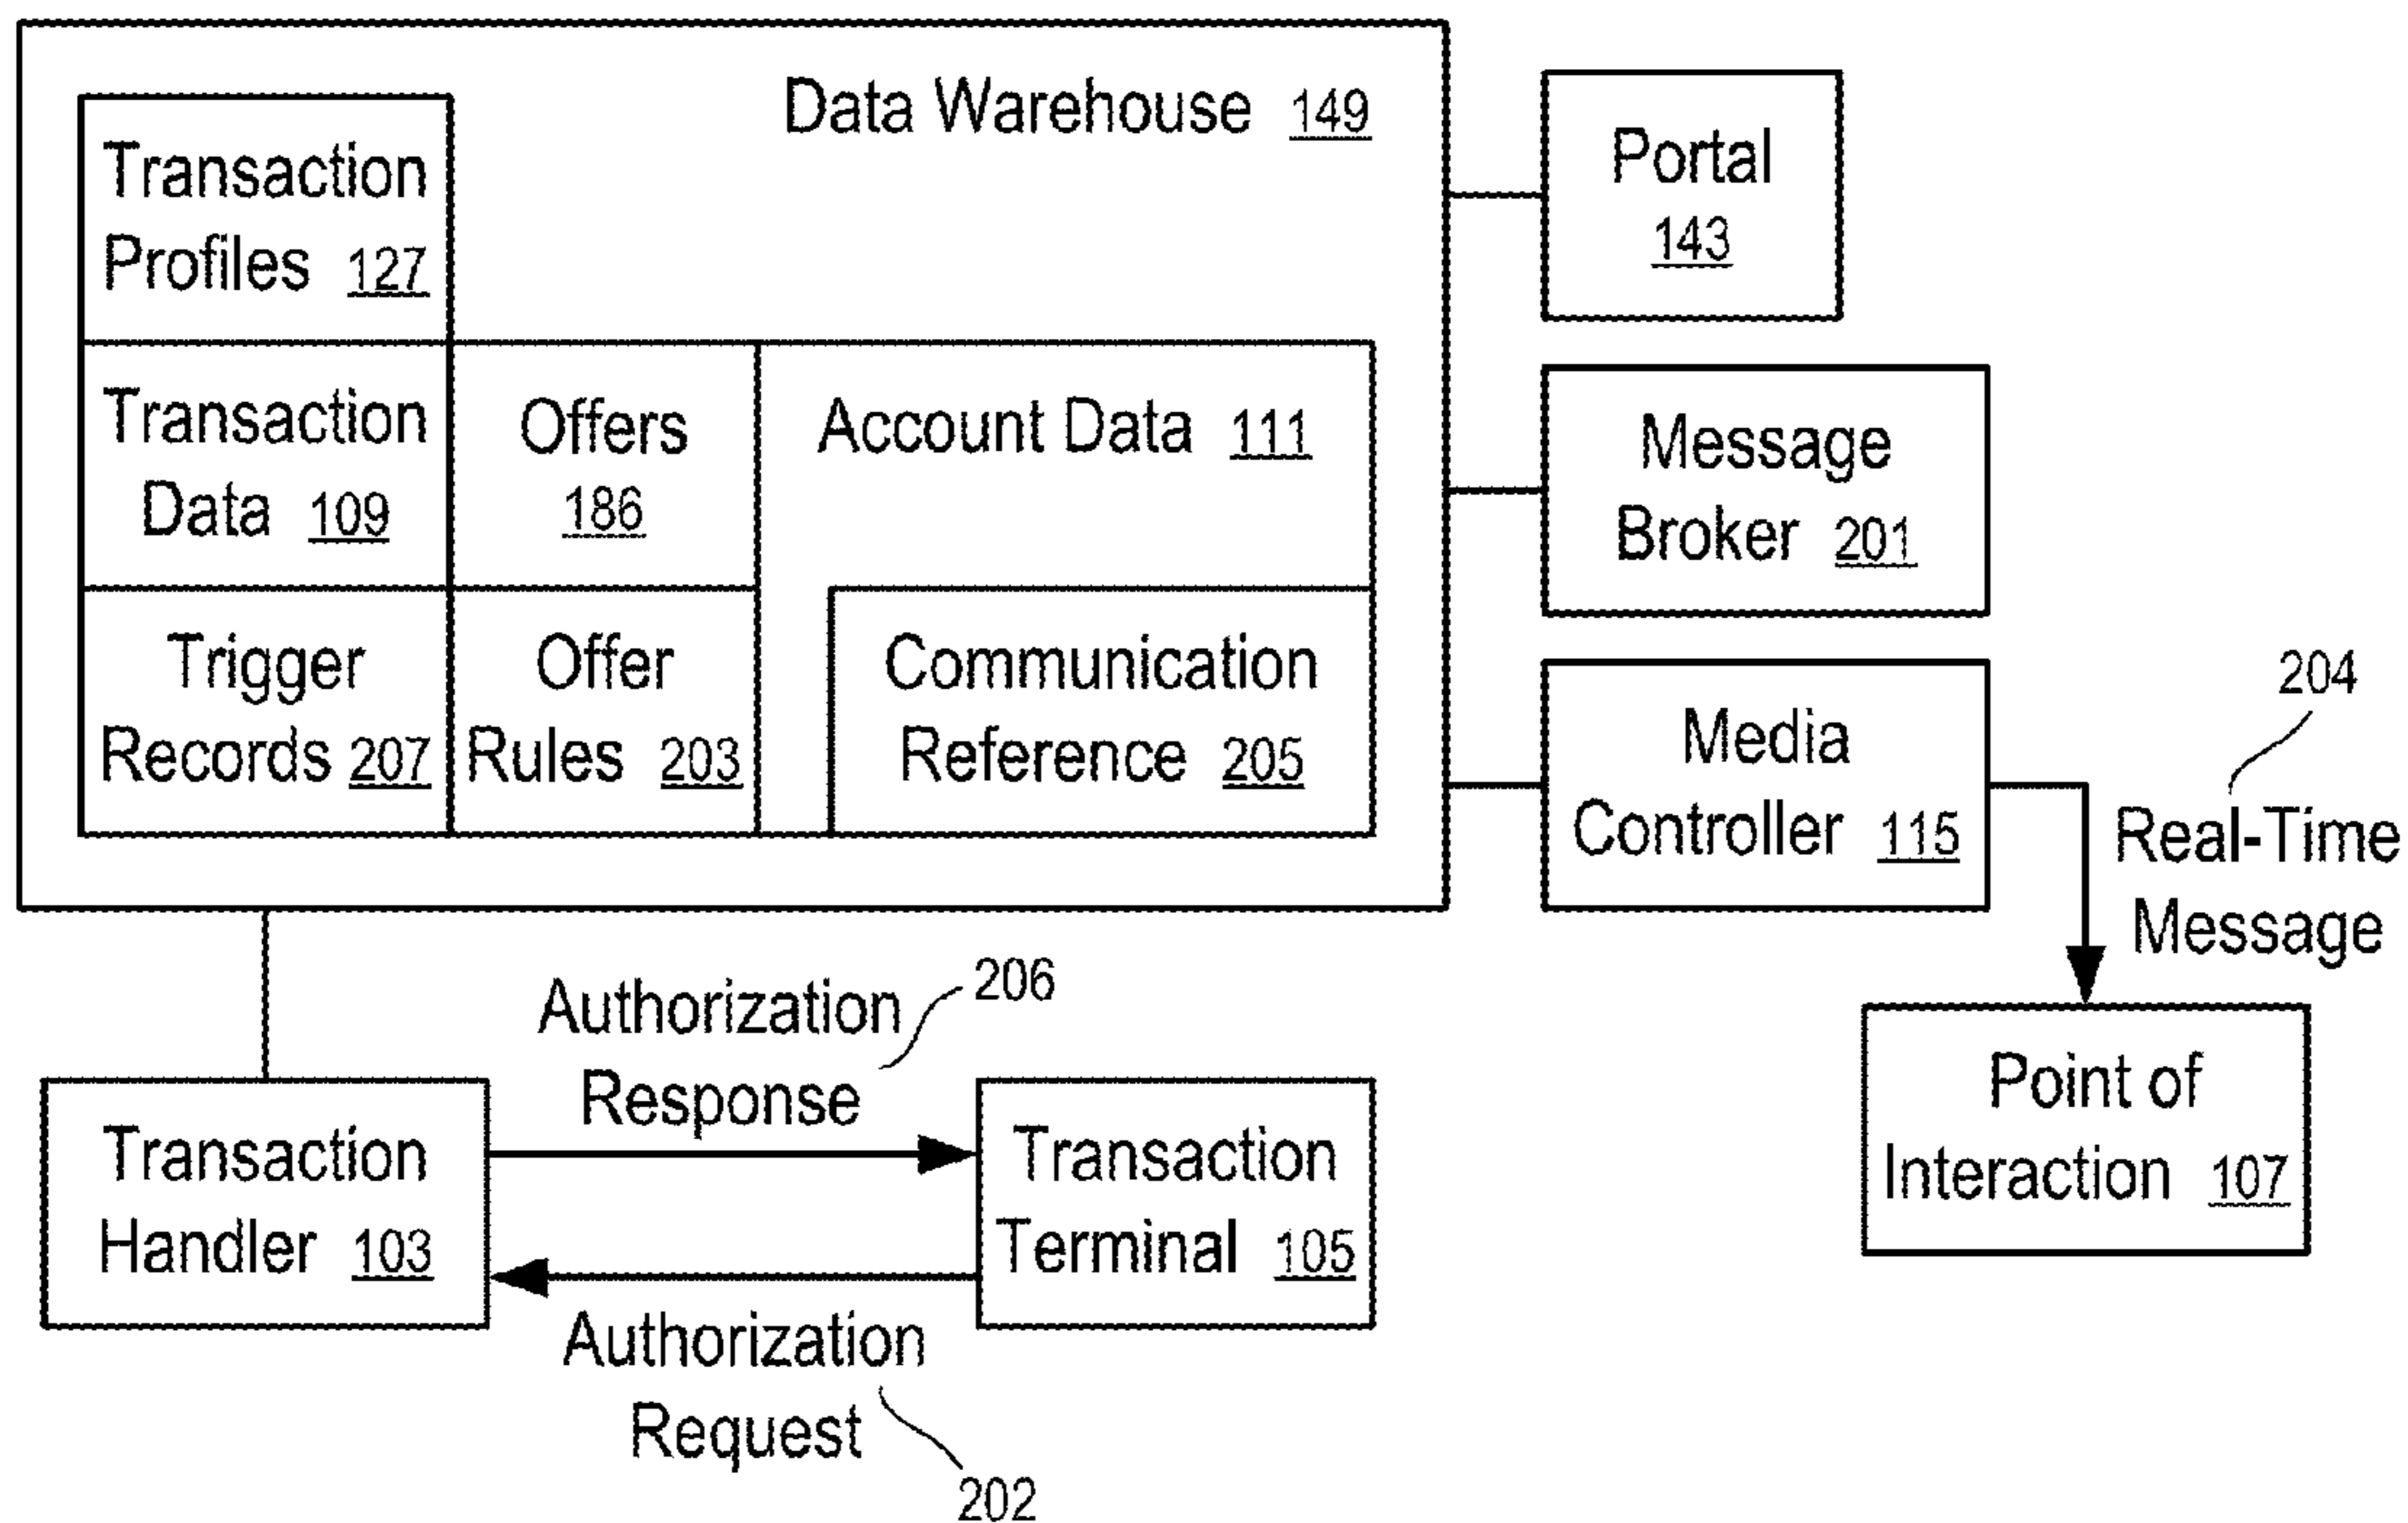 Data Warehouse 149
Transaction
Profiles 127
Transaction
Data 109
Offers
186
Account Data 111
Trigger
Records 207
Offer
Rules 203
Communication
Reference 205
Portal
143
Message
Broker 201
Media
Controller 115
204
Real-Time
Message
Point of
Interaction 107
Authorization
Response
206
Transaction
Handler 103
Transaction
Terminal 105
Authorization
Request
202